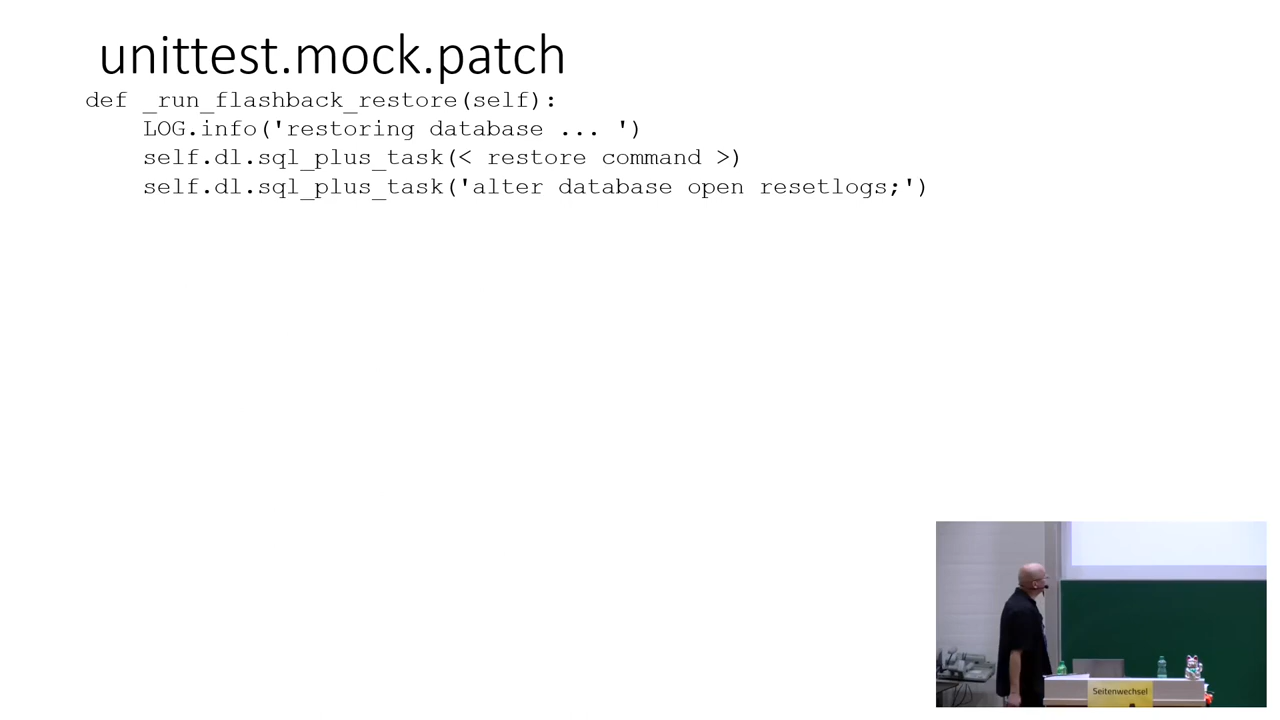 unittest.mock.patch
def _run_flashback_restore(self):
    LOG.info('restoring database ... ')
    self.dl.sql_plus_task(< restore command >)
    self.dl.sql_plus_task('alter database open resetlogs;')
Seitenwechsel